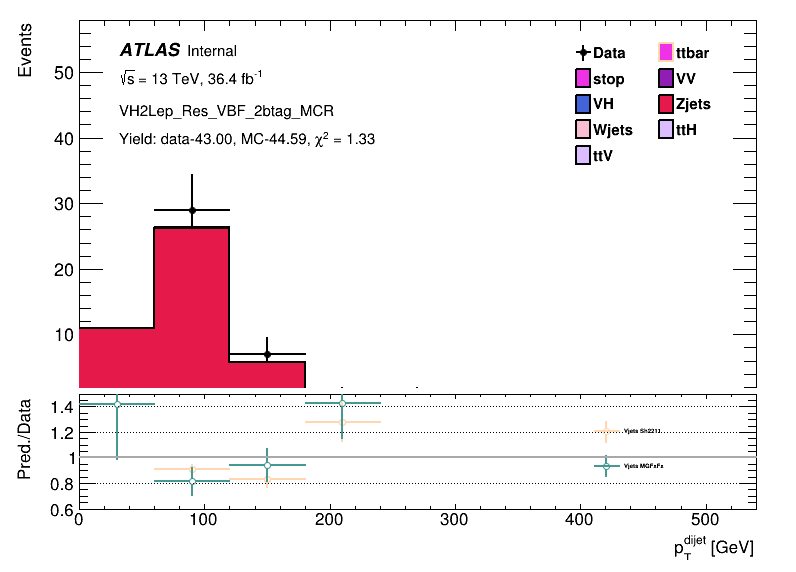 Events
50
40
30
20
10
ATLAS Internal
√s = 13 TeV, 36.4 fb⁻¹
VH2Lep_Res_VBF_2btag_MCR
Yield: data-43.00, MC-44.59, χ² = 1.33
Data
ttbar
stop
VV
VH
Zjets
Wjets
ttH
ttV
Pred./Data
1.4
1.2
1
0.8
0.6
Vjets Sh2211
Vjets MGFxFx
0 100 200 300 400 500
p_T^dijet [GeV]